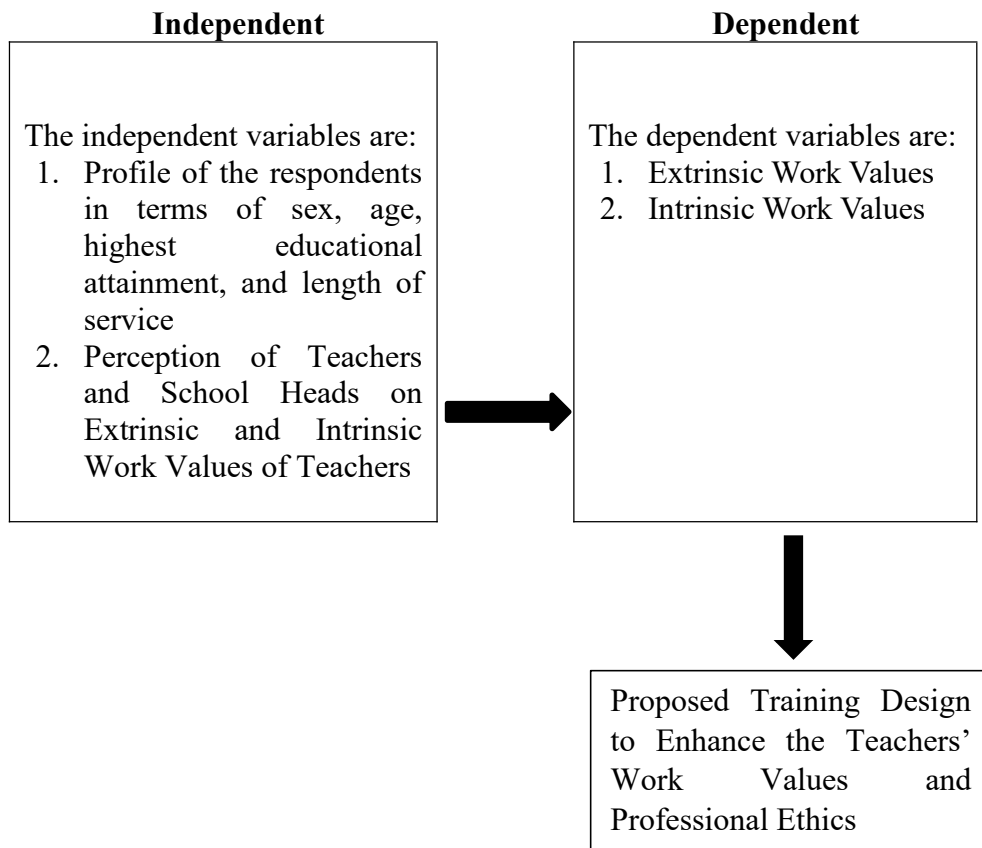 Independent
The independent variables are:
1. Profile of the respondents
in terms of sex, age,
highest educational
attainment, and length of
service
2. Perception of Teachers
and School Heads on
Extrinsic and Intrinsic
Work Values of Teachers
Dependent
The dependent variables are:
1. Extrinsic Work Values
2. Intrinsic Work Values
Proposed Training Design
to Enhance the Teachers’
Work Values and
Professional Ethics